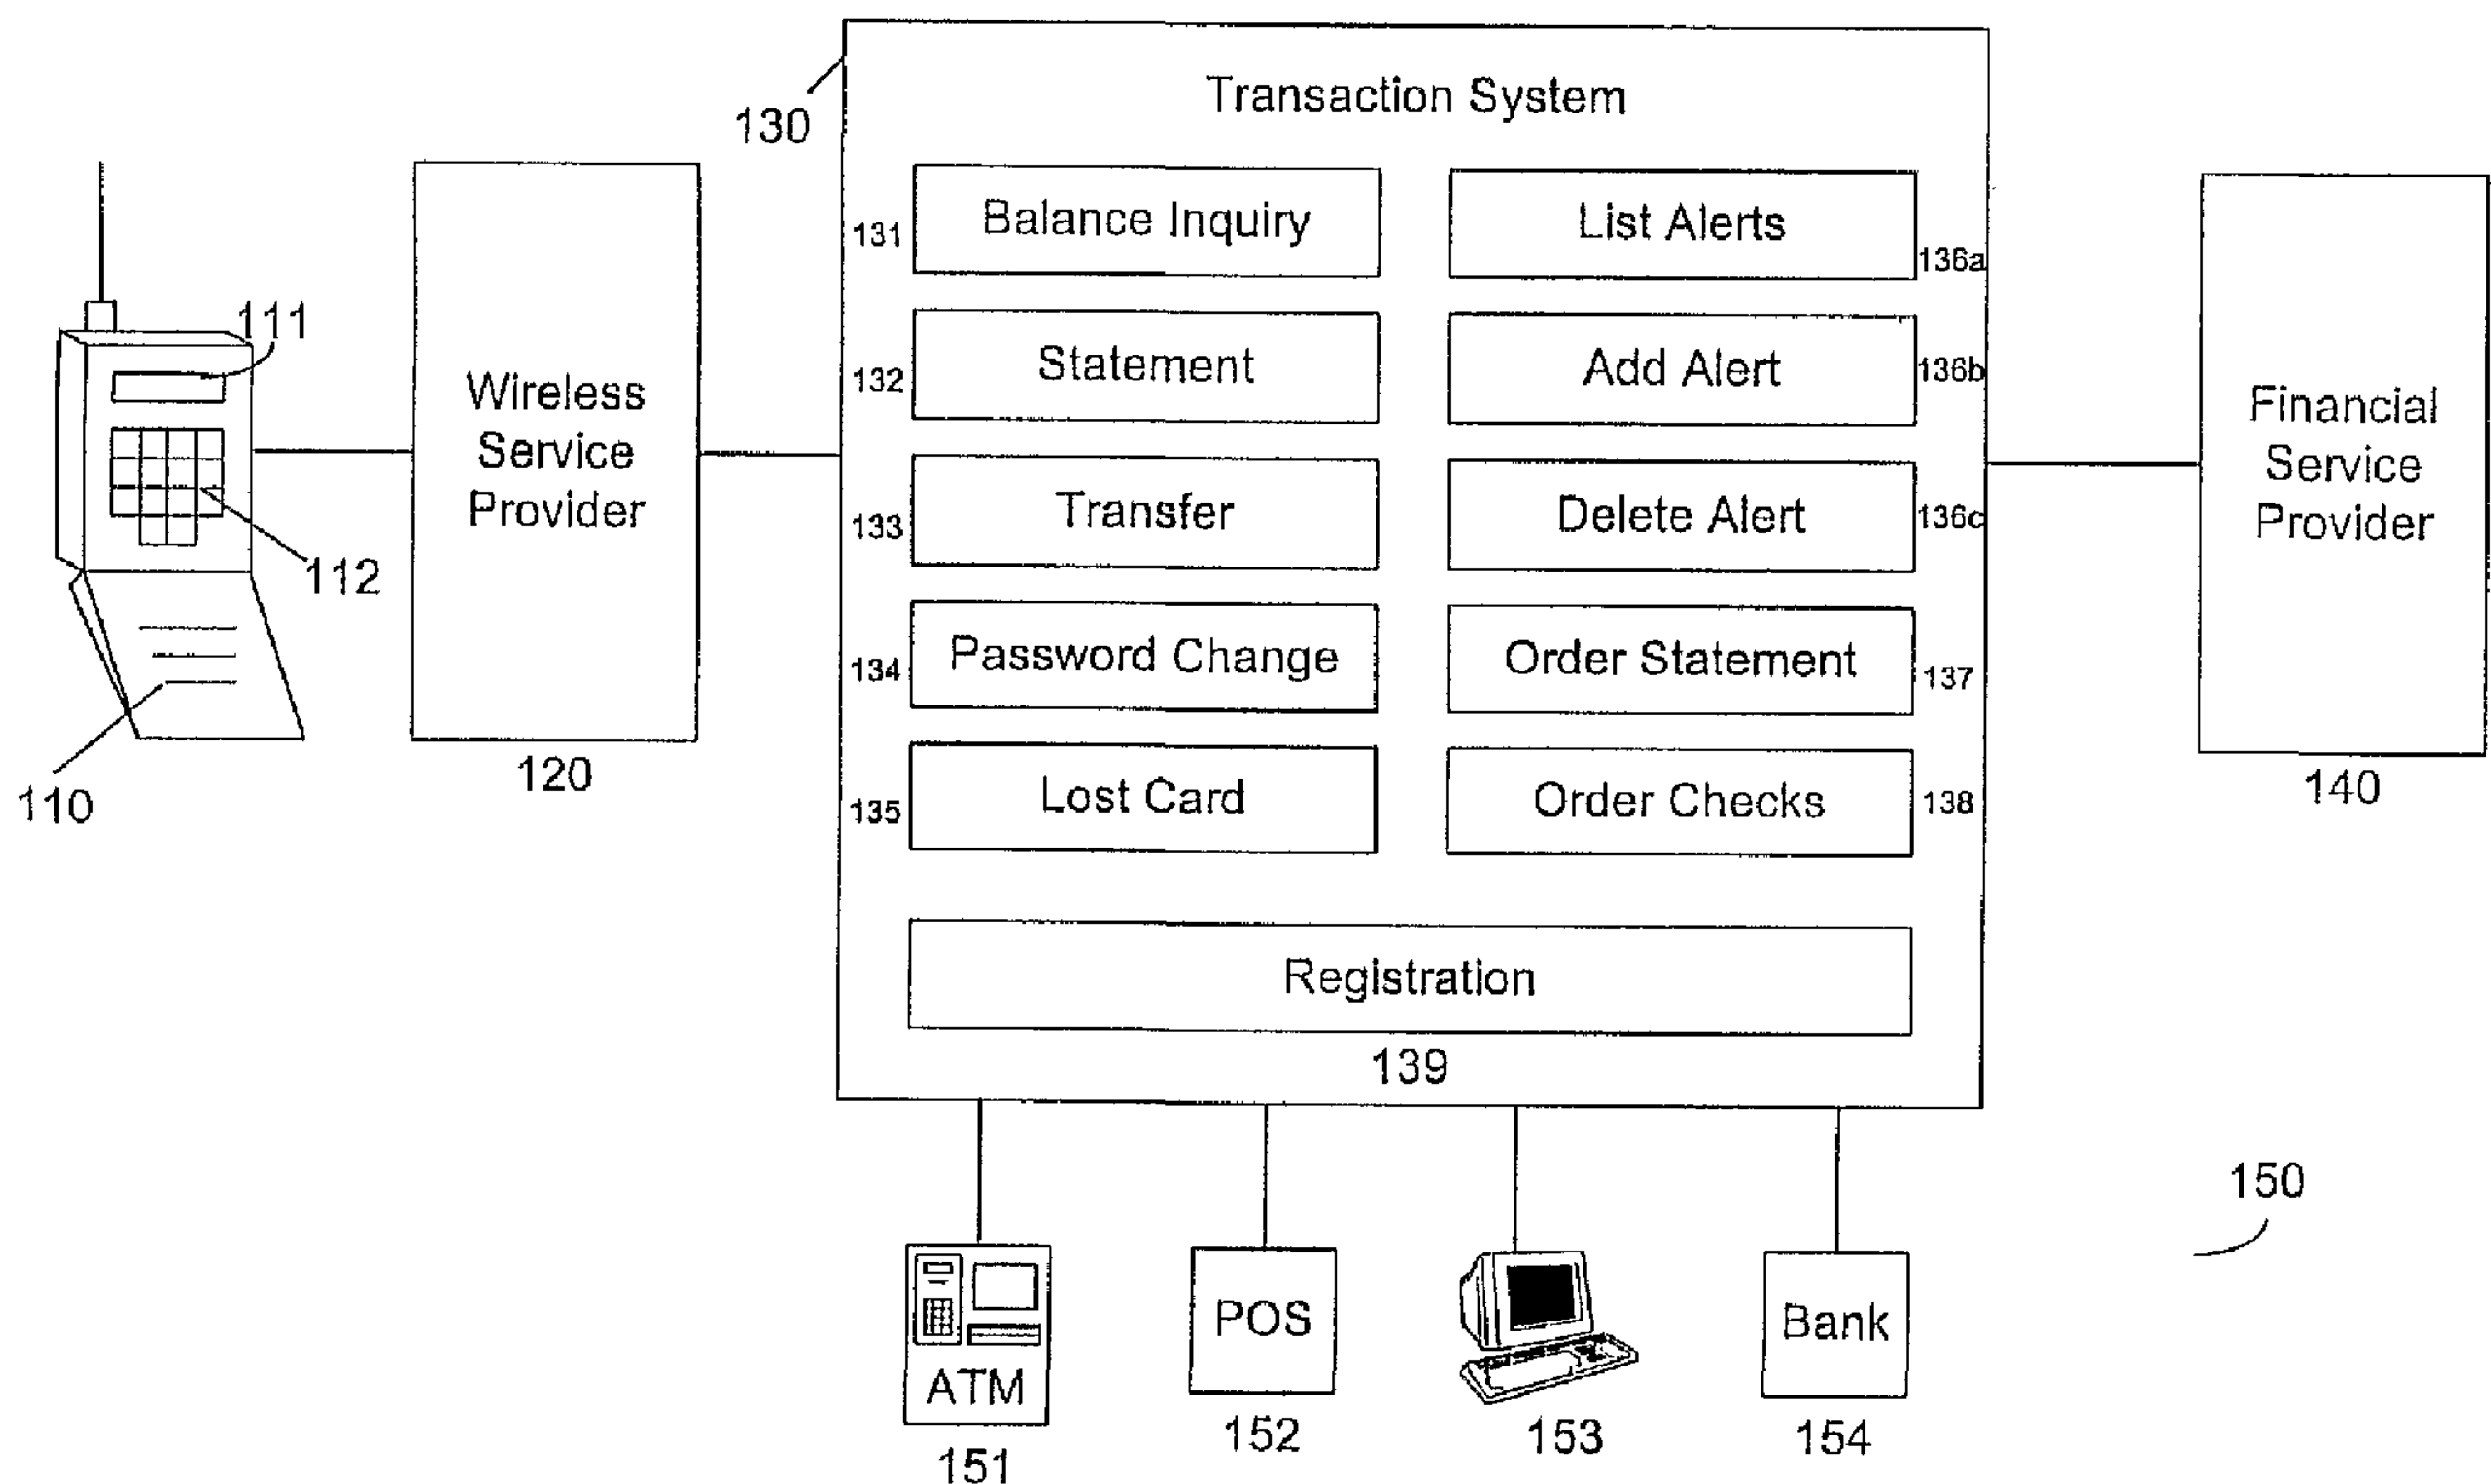 Transaction System
130
111
112
110
Wireless
Service
Provider
120
131
Balance Inquiry
List Alerts
136a
132
Statement
Add Alert
136b
133
Transfer
Delete Alert
136c
134
Password Change
Order Statement
137
135
Lost Card
Order Checks
138
Registration
139
Financial
Service
Provider
140
150
ATM
151
POS
152
153
Bank
154